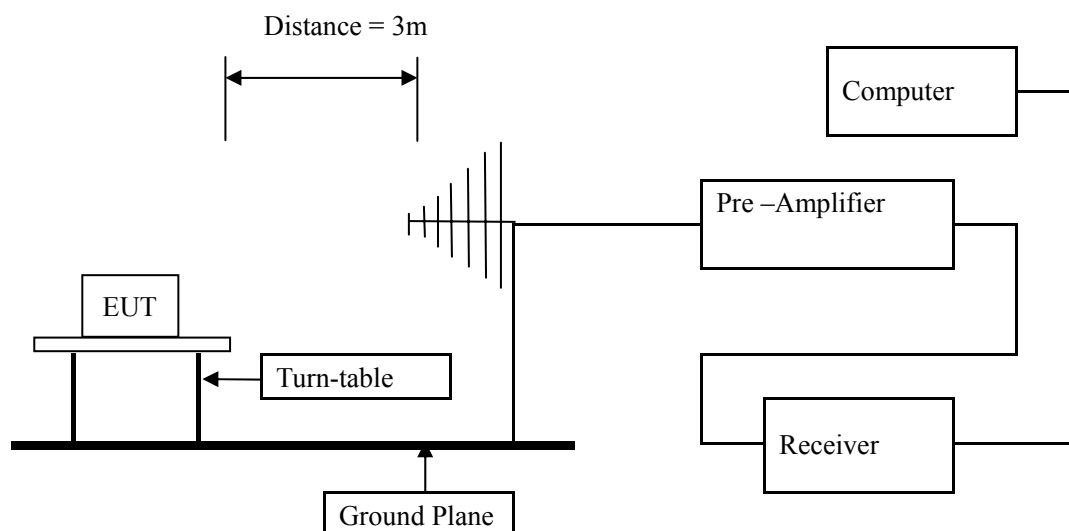 Distance = 3m
Computer
Pre –Amplifier
EUT
Turn-table
Receiver
Ground Plane